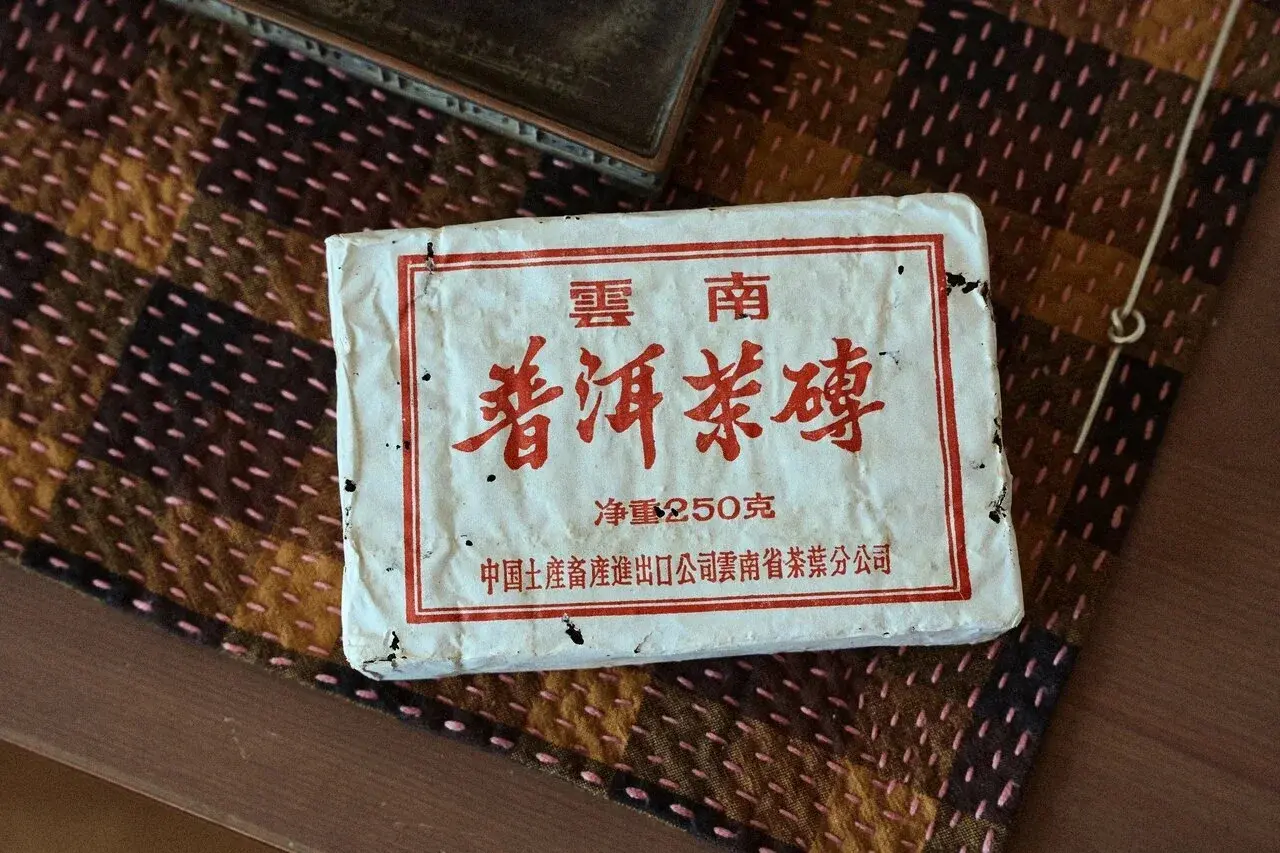 雲南
普洱茶磚
净重250克
中国土産畜産進出口公司雲南省茶葉分公司